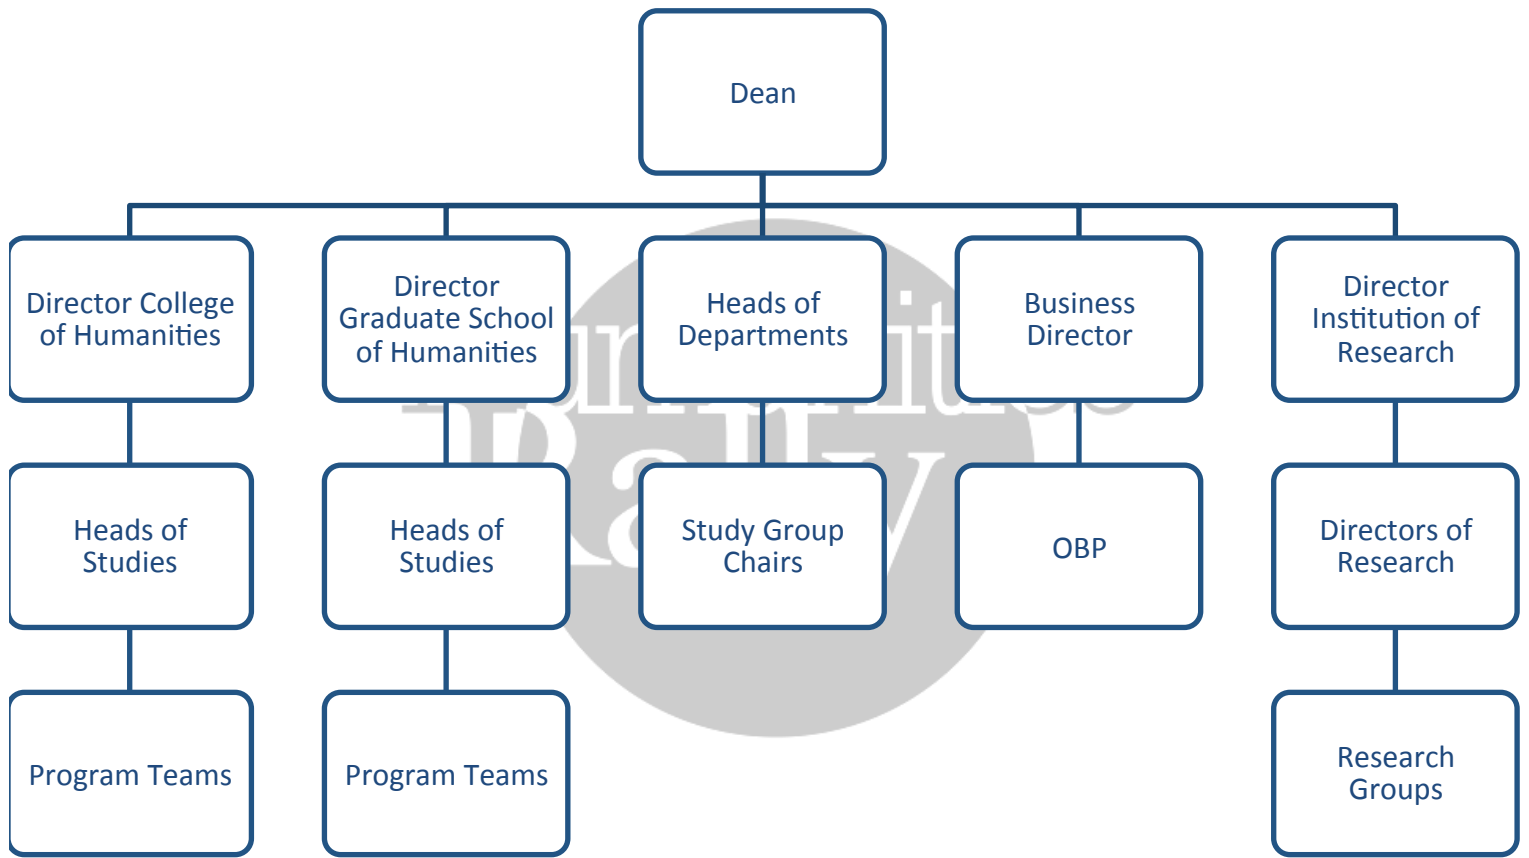 Dean
Director College
of Humanities
Director
Graduate School
of Humanities
Heads of
Departments
Business
Director
Director
Institution of
Research
Heads of
Studies
Heads of
Studies
Study Group
Chairs
OBP
Directors of
Research
Program Teams
Program Teams
Research
Groups